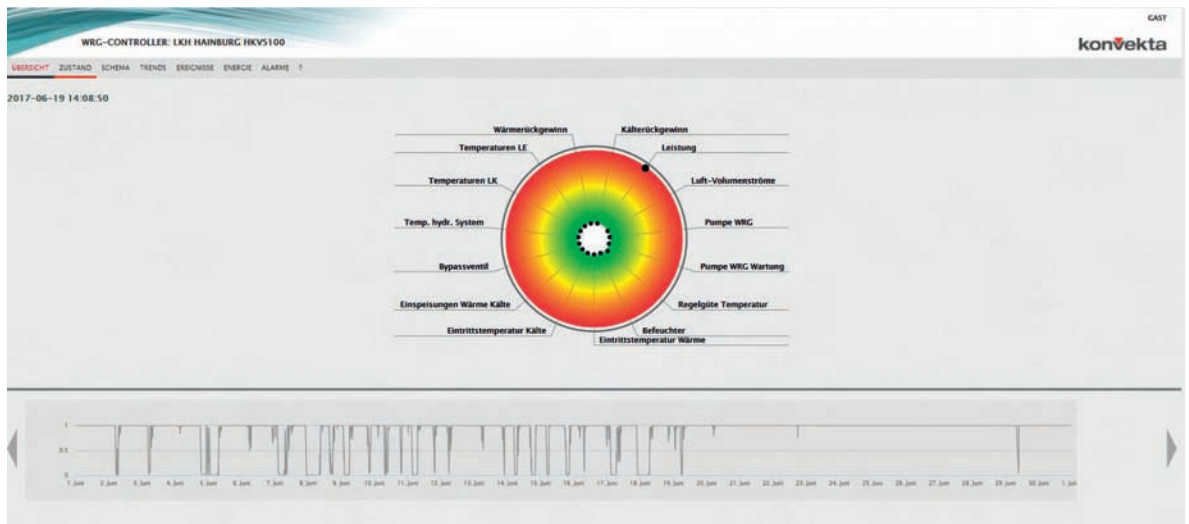 GAST
WRG-CONTROLLER: LKH HAINBURG HKVS100
konvekta
ÜBERSICHT ZUSTAND SCHEMA TRENDS EREIGNISSE ENERGIE ALARME ?
2017-06-19 14:08:50
Wärmerückgewinn
Kälterückgewinn
Temperaturen LE
Leistung
Temperaturen LK
Luft-Volumenströme
Temp. hydr. System
Pumpe WRG
Bypassventil
Pumpe WRG Wartung
Einspeisungen Wärme Kälte
Regelgüte Temperatur
Eintrittstemperatur Kälte
Befeuchter
Eintrittstemperatur Wärme
1
0.5
0
1. Juni 2. Juni 3. Juni 4. Juni 5. Juni 6. Juni 7. Juni 8. Juni 9. Juni 10. Juni 11. Juni 12. Juni 13. Juni 14. Juni 15. Juni 16. Juni 17. Juni 18. Juni 19. Juni 20. Juni 21. Juni 22. Juni 23. Juni 24. Juni 25. Juni 26. Juni 27. Juni 28. Juni 29. Juni 30. Juni 1. Jul